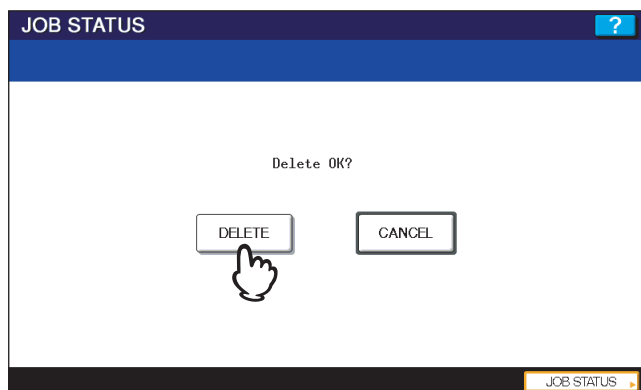 JOB STATUS ?
Delete OK?
DELETE CANCEL
JOB STATUS